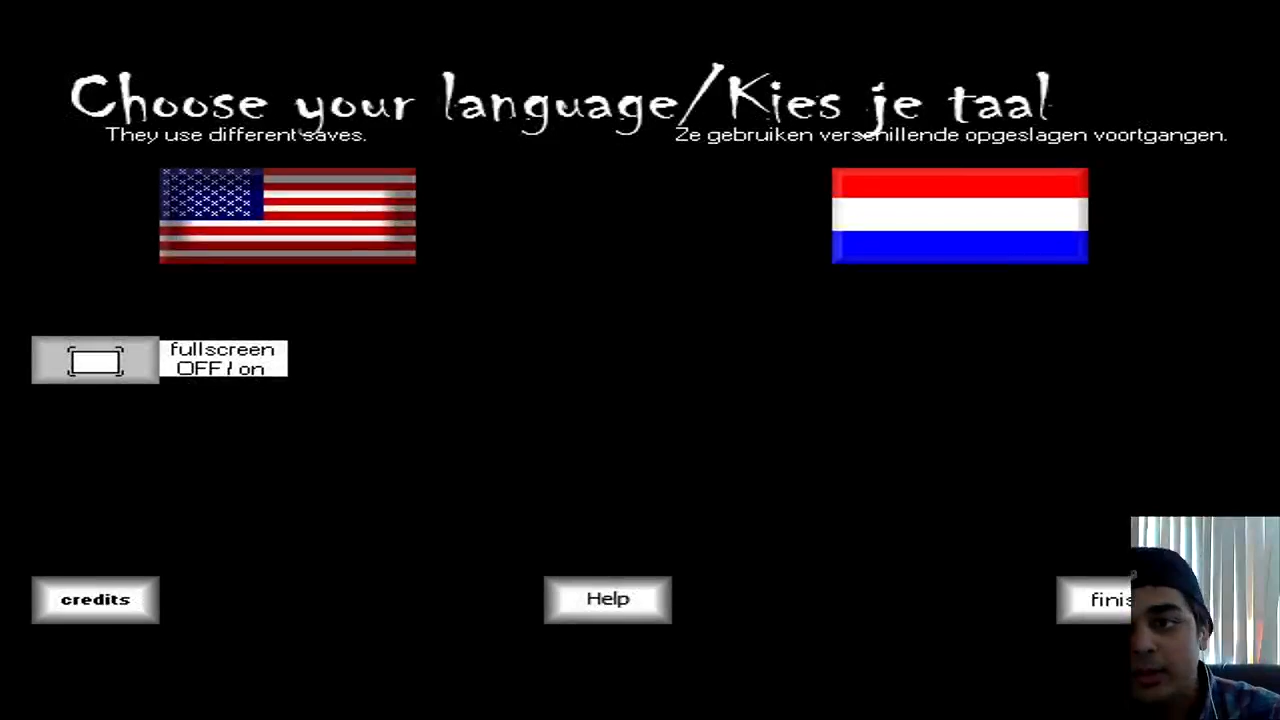 Choose your language/Kies je taal
They use different saves.
Ze gebruiken verschillende opgeslagen voortgangen.
fullscreen
OFF / on
credits
Help